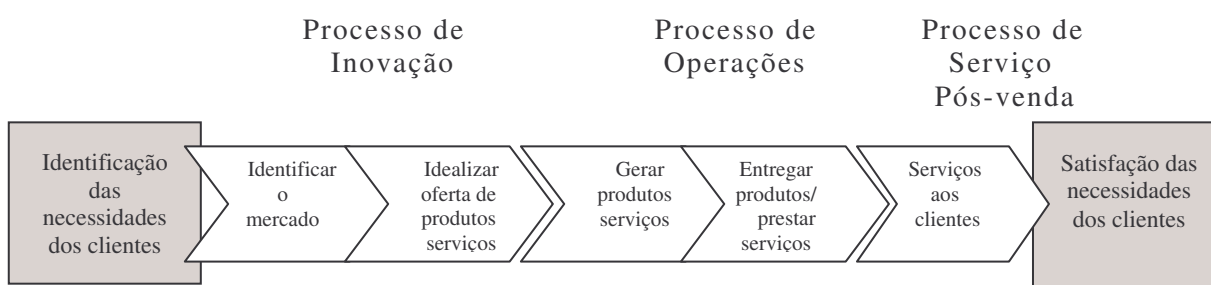 Processo de
Inovação
Processo de
Operações
Processo de
Serviço
Pós-venda
Identificação
das
necessidades
dos clientes
Identificar
o
mercado
Idealizar
oferta de
produtos
serviços
Gerar
produtos
serviços
Entregar
produtos/
prestar
serviços
Serviços
aos
clientes
Satisfação das
necessidades
dos clientes